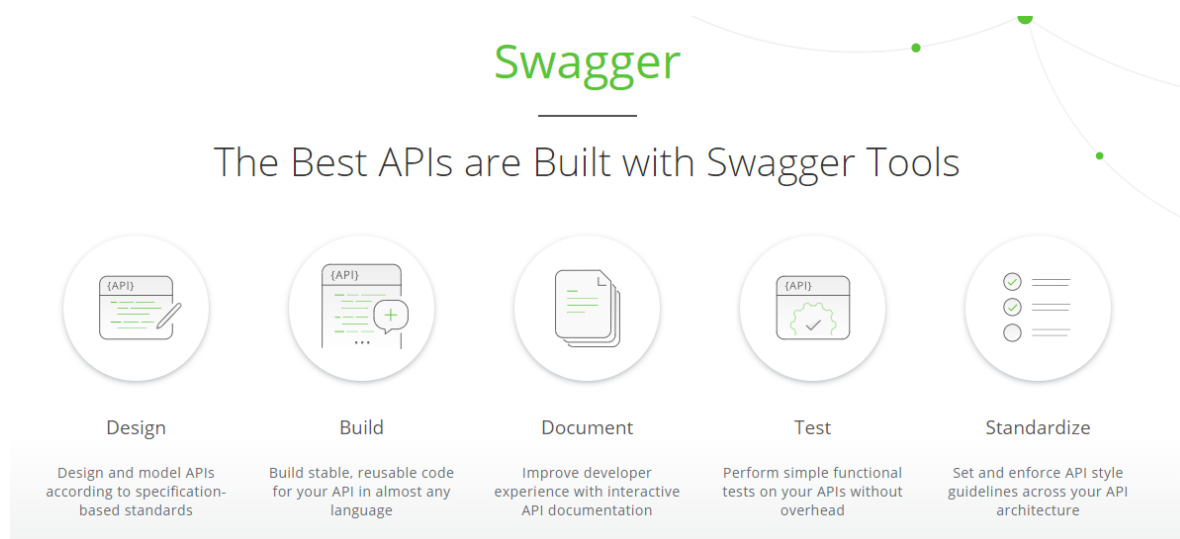 Swagger
The Best APIs are Built with Swagger Tools
{API}
{API}
{API}
Design
Build
Document
Test
Standardize
Design and model APIs
according to specification-
based standards
Build stable, reusable code
for your API in almost any
language
Improve developer
experience with interactive
API documentation
Perform simple functional
tests on your APIs without
overhead
Set and enforce API style
guidelines across your API
architecture